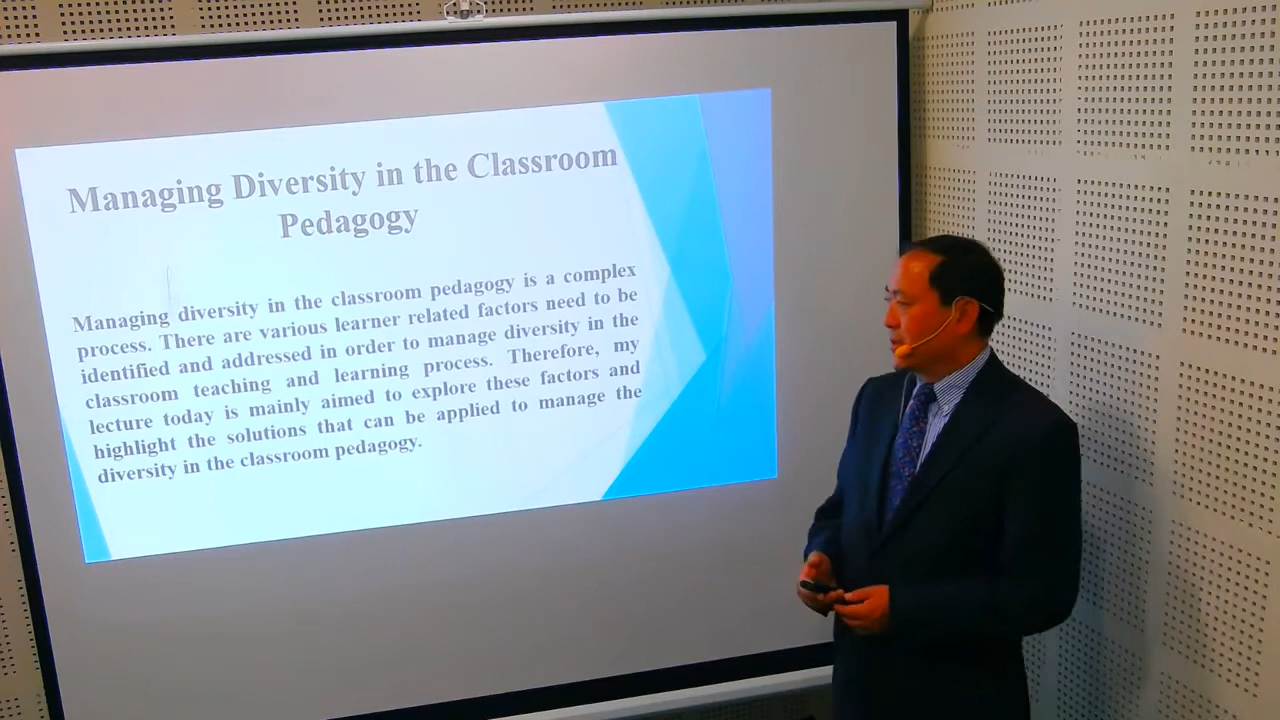 Managing Diversity in the Classroom
Pedagogy
Managing diversity in the classroom pedagogy is a complex
process. There are various learner related factors need to be
identified and addressed in order to manage diversity in the
classroom teaching and learning process. Therefore, my
lecture today is mainly aimed to explore these factors and
highlight the solutions that can be applied to manage the
diversity in the classroom pedagogy.